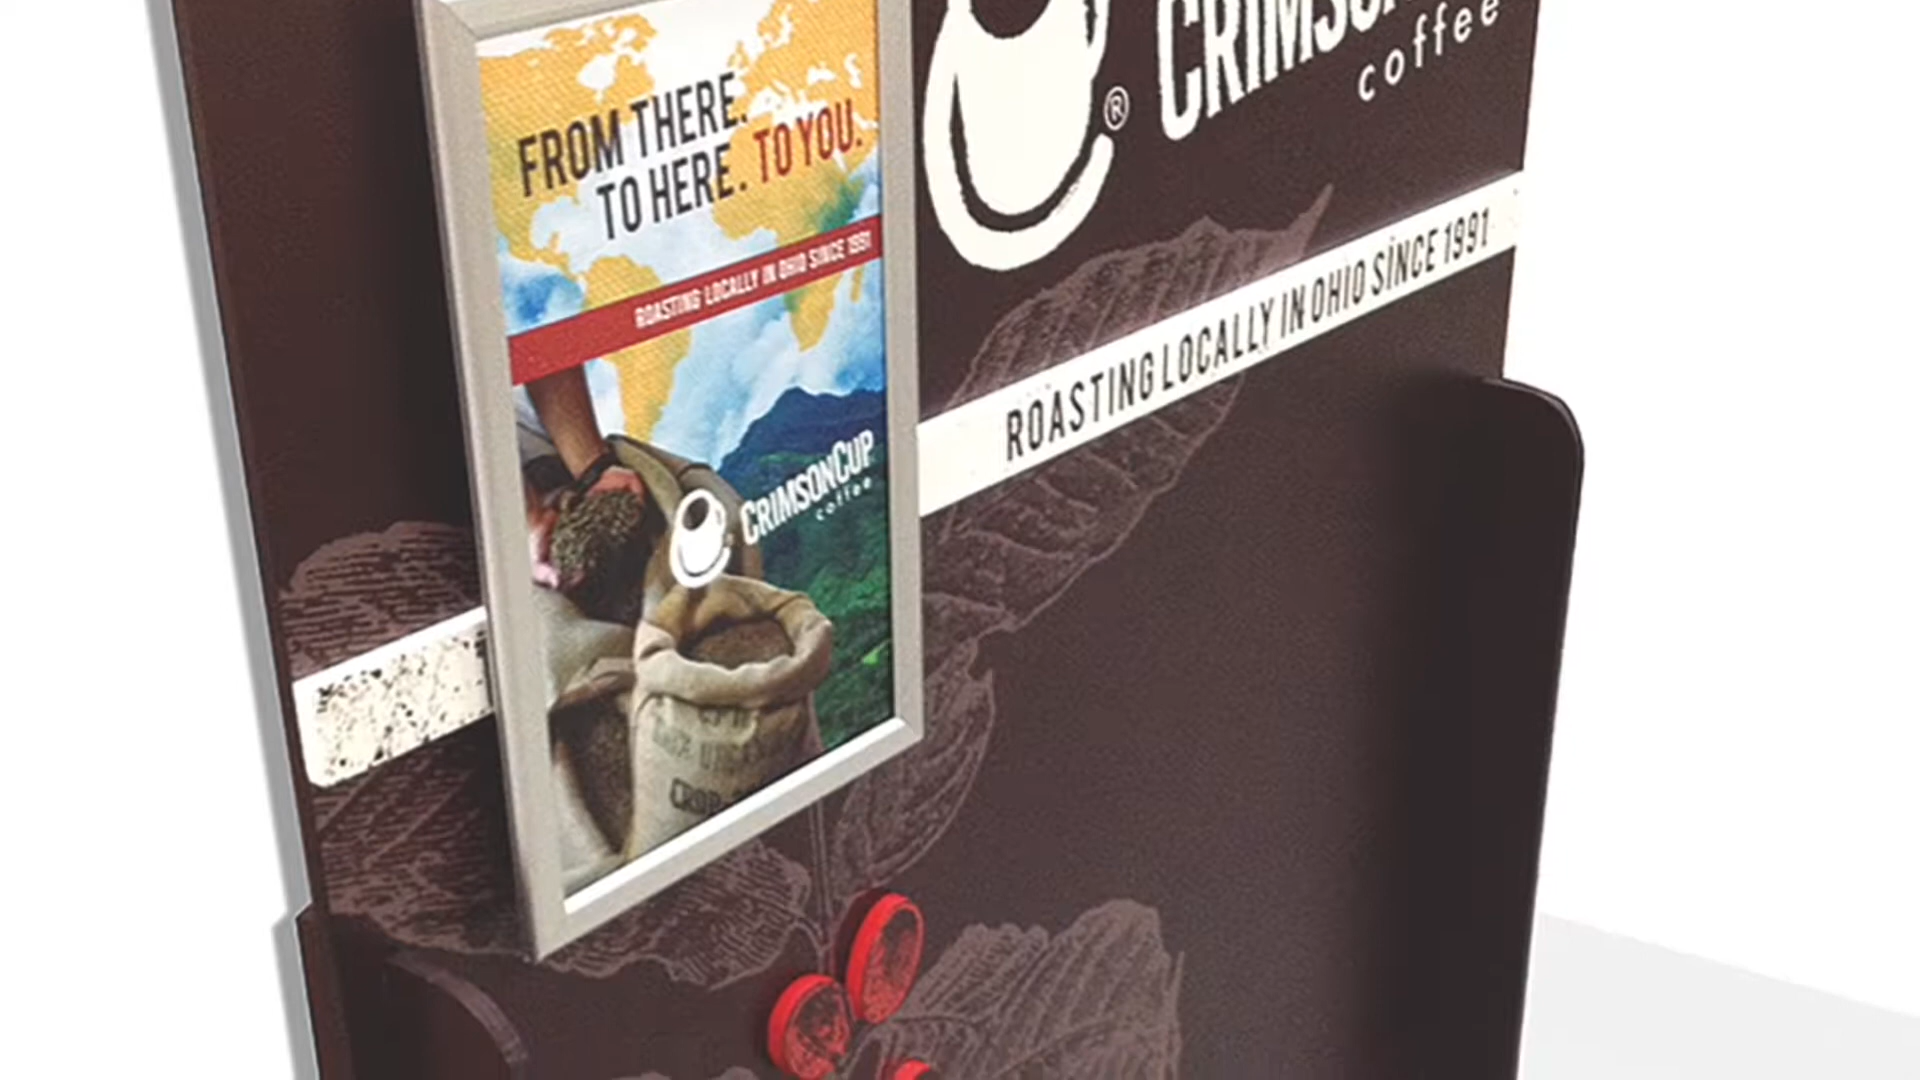 FROM THERE.
TO HERE. TO YOU.
ROASTING LOCALLY IN OHIO SINCE 1991
CRIMSONCUP
coffee
®
coffee
ROASTING LOCALLY IN OHIO SINCE 1991